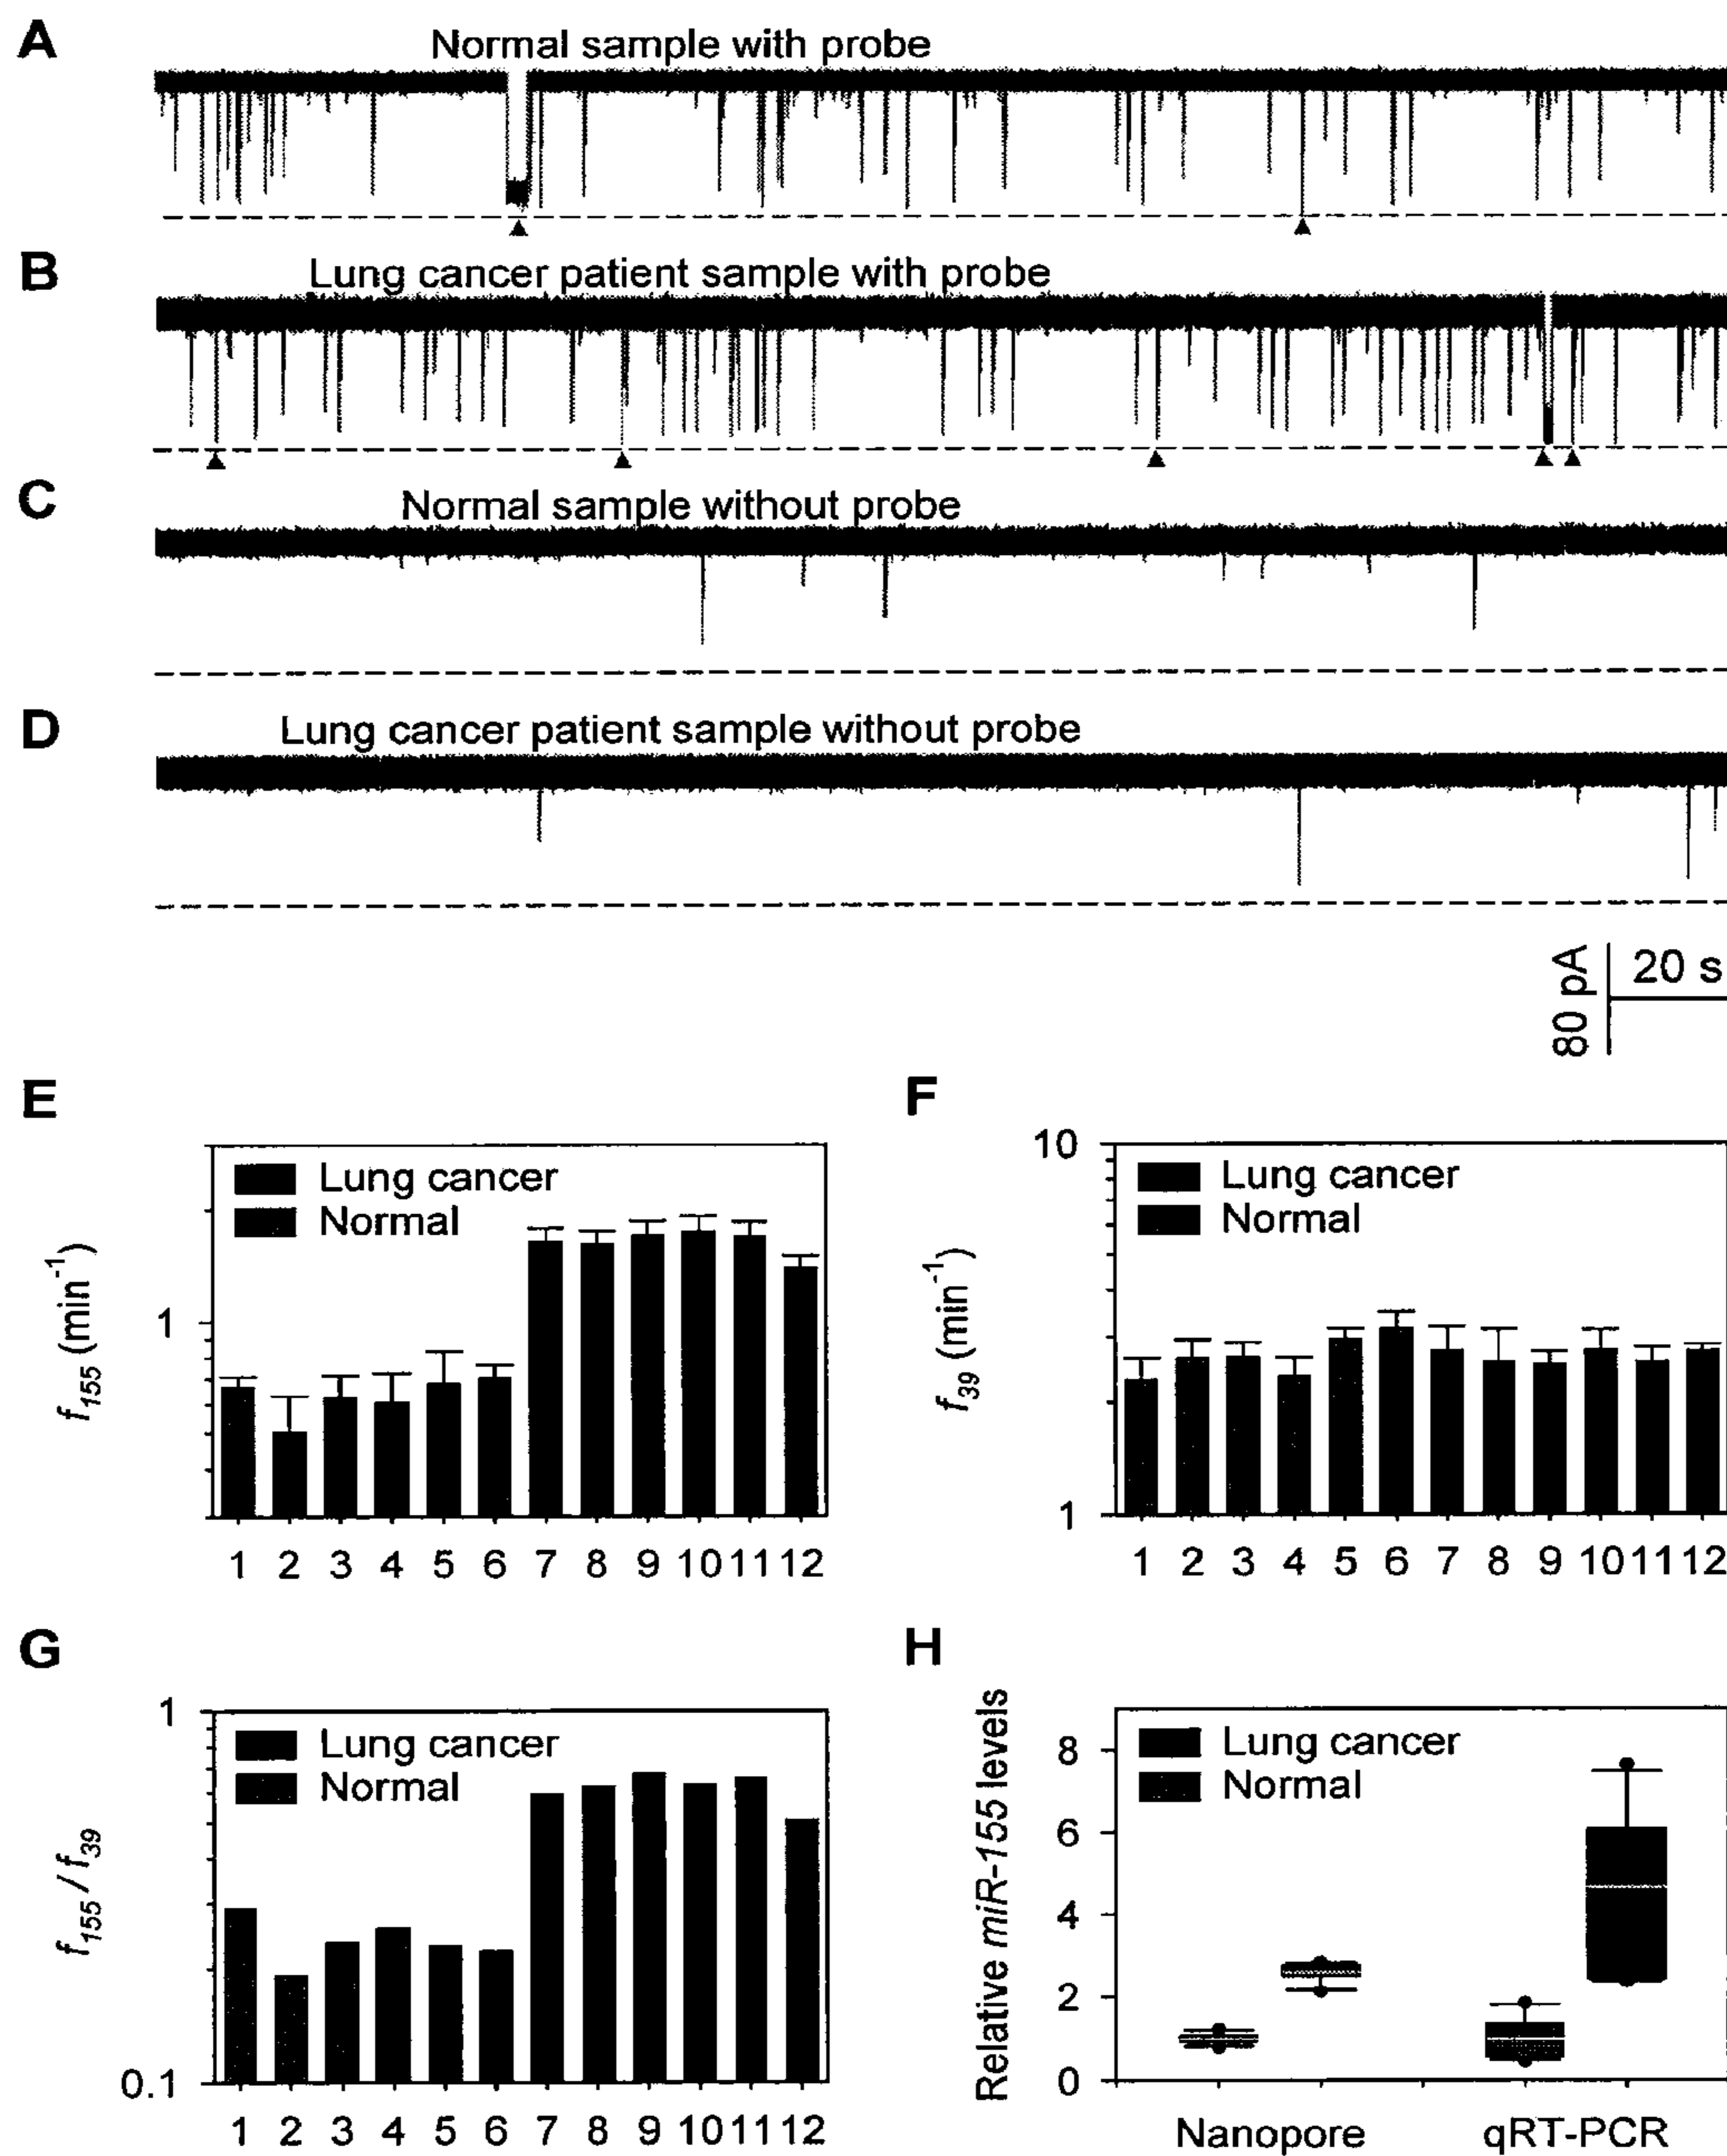 A
Normal sample with probe
B
Lung cancer patient sample with probe
C
Normal sample without probe
D
Lung cancer patient sample without probe
80 pA
20 s
E
Lung cancer
Normal
1
f155 (min-1)
1 2 3 4 5 6 7 8 9 10 11 12
F
10
Lung cancer
Normal
1
f39 (min-1)
1 2 3 4 5 6 7 8 9 10 11 12
G
1
Lung cancer
Normal
0.1
f155 / f39
1 2 3 4 5 6 7 8 9 10 11 12
H
Lung cancer
Normal
8
6
4
2
0
Relative miR-155 levels
Nanopore qRT-PCR